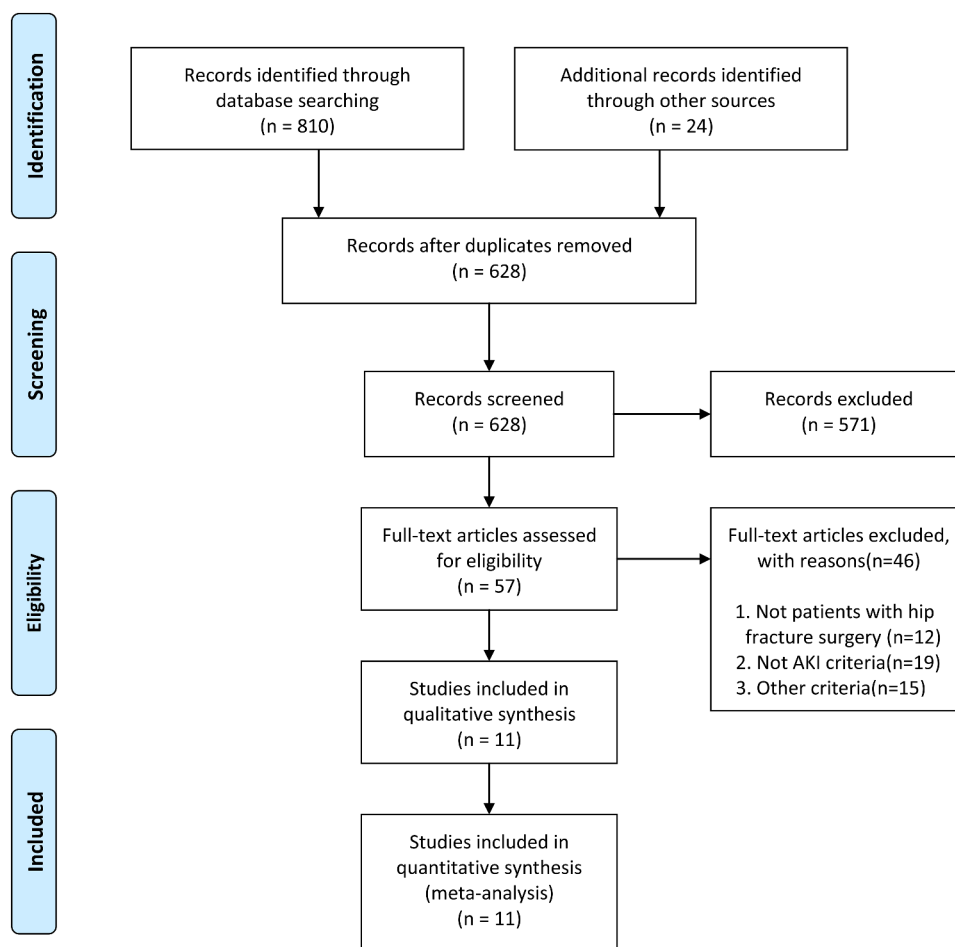 Identification
Records identified through
database searching
(n = 810)
Additional records identified
through other sources
(n = 24)
Records after duplicates removed
(n = 628)
Screening
Records screened
(n = 628)
Records excluded
(n = 571)
Eligibility
Full-text articles assessed
for eligibility
(n = 57)
Full-text articles excluded,
with reasons(n=46)
1. Not patients with hip
fracture surgery (n=12)
2. Not AKI criteria(n=19)
3. Other criteria(n=15)
Studies included in
qualitative synthesis
(n = 11)
Included
Studies included in
quantitative synthesis
(meta-analysis)
(n = 11)